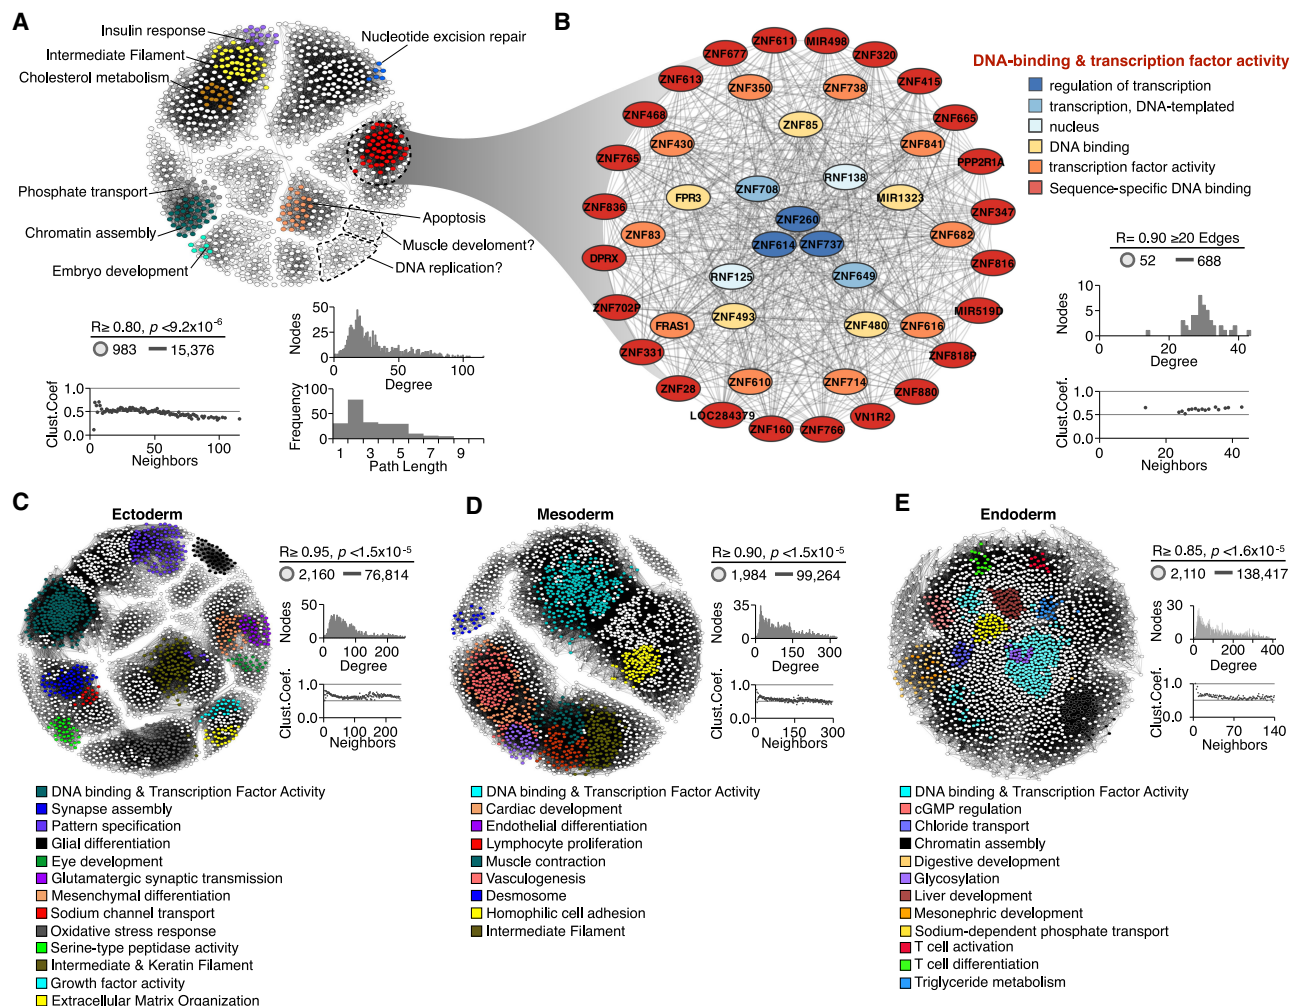 A
Insulin response
Intermediate Filament
Cholesterol metabolism
Nucleotide excision repair
Phosphate transport
Chromatin assembly
Embryo development
Apoptosis
Muscle develoment?
DNA replication?
R≥ 0.80, p <9.2x10-6
983 15,376
Clust.Coef
1.0
0.5
0.0
0 50 100
Neighbors
Nodes
50
25
0
0 50 100
Degree
Frequency
100
50
0
1 3 5 7 9
Path Length
B
ZNF611
MIR498
ZNF677
ZNF320
ZNF613
ZNF415
ZNF350
ZNF738
ZNF468
ZNF665
ZNF85
ZNF430
ZNF841
ZNF765
PPP2R1A
RNF138
ZNF708
FPR3
MIR1323
ZNF836
ZNF347
ZNF260
ZNF83
ZNF682
ZNF614
ZNF737
DPRX
ZNF816
RNF125
ZNF649
ZNF702P
MIR519D
ZNF493
ZNF480
FRAS1
ZNF616
ZNF331
ZNF818P
ZNF610
ZNF714
ZNF28
ZNF880
LOC284379
VN1R2
ZNF160
ZNF766
DNA-binding & transcription factor activity
regulation of transcription
transcription, DNA-templated
nucleus
DNA binding
transcription factor activity
Sequence-specific DNA binding
R= 0.90 ≥20 Edges
52 688
Nodes
10
5
0
0 20 40
Degree
Clust.Coef.
1.0
0.5
0.0
0 20 40
Neighbors
C
Ectoderm
R≥ 0.95, p <1.5x10-5
2,160 76,814
Nodes
50
0
0 100 200
Degree
Clust.Coef.
1.0
0.0
0 100 200
Neighbors
DNA binding & Transcription Factor Activity
Synapse assembly
Pattern specification
Glial differentiation
Eye development
Glutamatergic synaptic transmission
Mesenchymal differentiation
Sodium channel transport
Oxidative stress response
Serine-type peptidase activity
Intermediate & Keratin Filament
Growth factor activity
Extracellular Matrix Organization
D
Mesoderm
R≥ 0.90, p <1.5x10-5
1,984 99,264
Nodes
35
0
0 150 300
Degree
Clust.Coef.
1.0
0.0
0 150 300
Neighbors
DNA binding & Transcription Factor Activity
Cardiac development
Endothelial differentiation
Lymphocyte proliferation
Muscle contraction
Vasculogenesis
Desmosome
Homophilic cell adhesion
Intermediate Filament
E
Endoderm
R≥ 0.85, p <1.6x10-5
2,110 138,417
Nodes
30
0
0 200 400
Degree
Clust.Coef.
1.0
0.0
0 70 140
Neighbors
DNA binding & Transcription Factor Activity
cGMP regulation
Chloride transport
Chromatin assembly
Digestive development
Glycosylation
Liver development
Mesonephric development
Sodium-dependent phosphate transport
T cell activation
T cell differentiation
Triglyceride metabolism